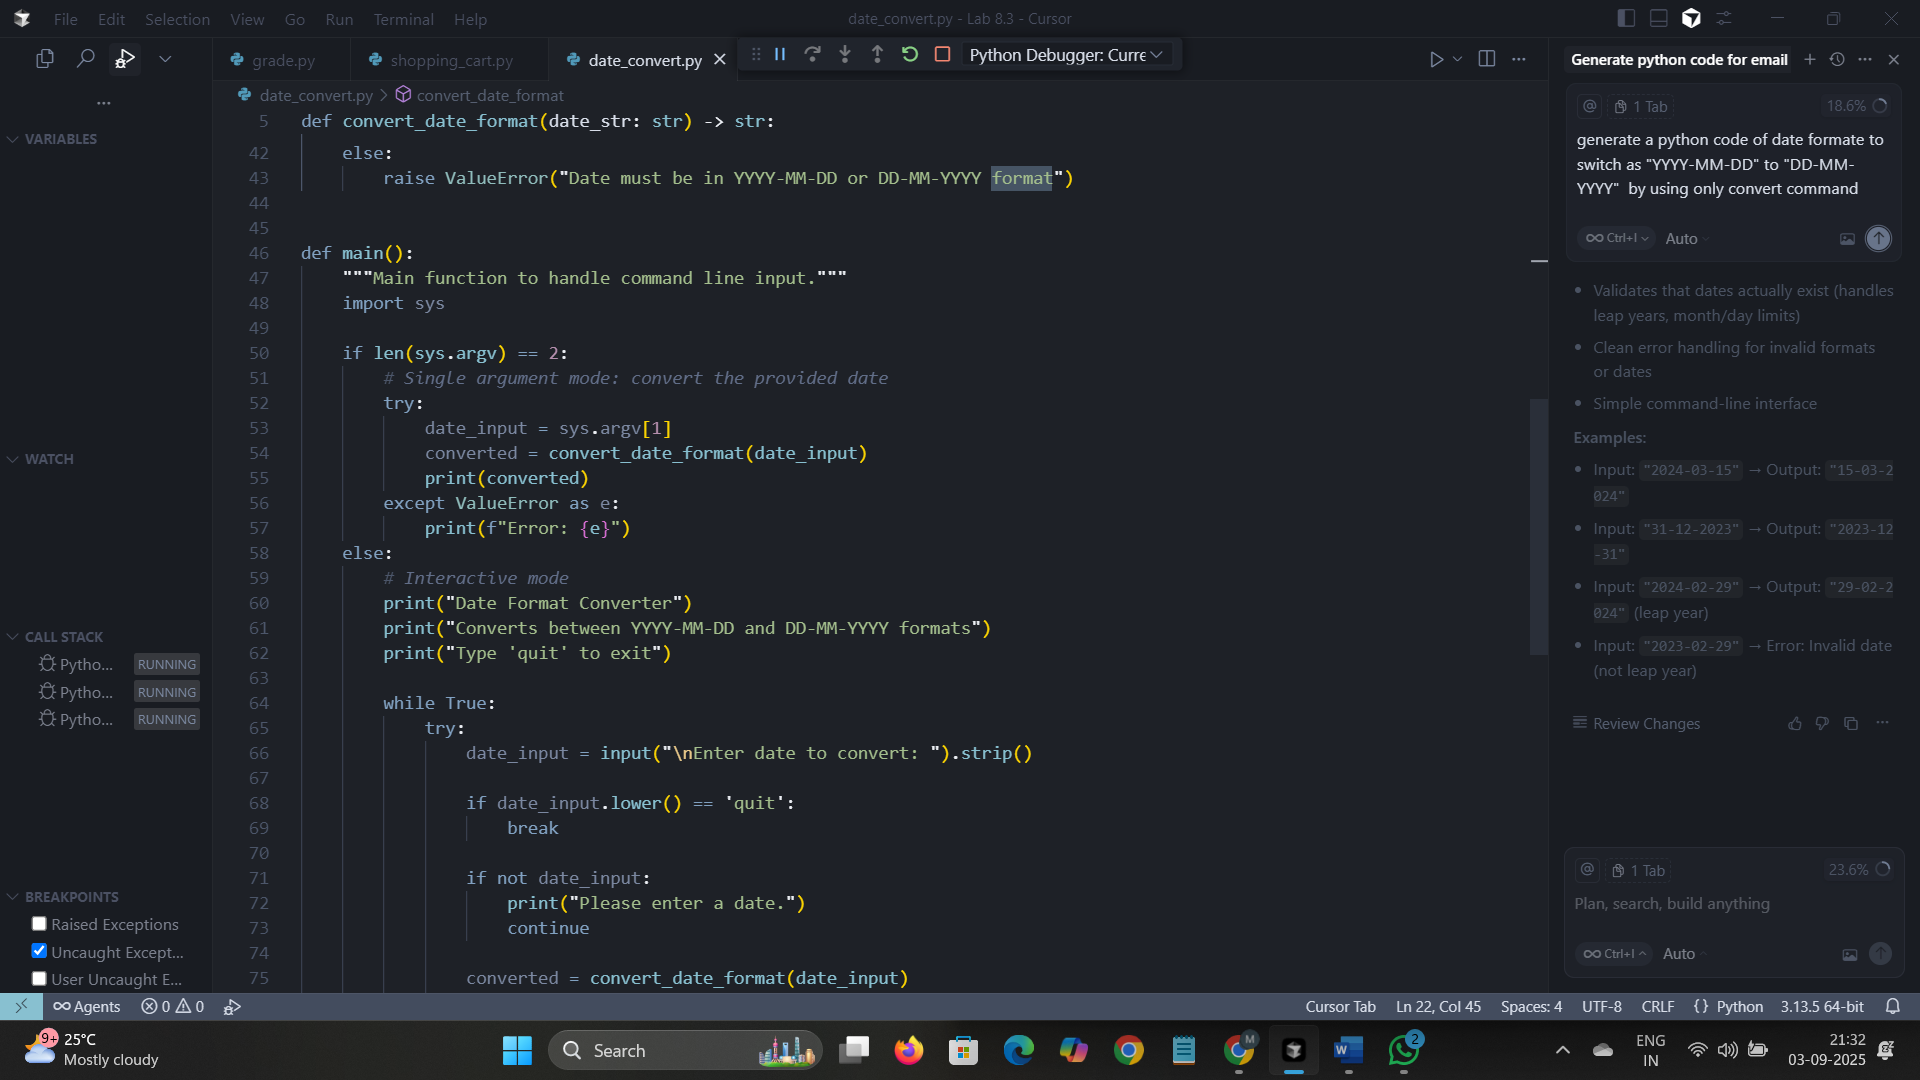 File Edit Selection View Go Run Terminal Help
date_convert.py - Lab 8.3 - Cursor
grade.py
shopping_cart.py
date_convert.py
Python Debugger: Curre
date_convert.py > convert_date_format
VARIABLES
WATCH
CALL STACK
Pytho... RUNNING
Pytho... RUNNING
Pytho... RUNNING
BREAKPOINTS
Raised Exceptions
Uncaught Except...
User Uncaught E...
5 def convert_date_format(date_str: str) -> str:
42 else:
43 raise ValueError("Date must be in YYYY-MM-DD or DD-MM-YYYY format")
44
45
46 def main():
47 """Main function to handle command line input."""
48 import sys
49
50 if len(sys.argv) == 2:
51 # Single argument mode: convert the provided date
52 try:
53 date_input = sys.argv[1]
54 converted = convert_date_format(date_input)
55 print(converted)
56 except ValueError as e:
57 print(f"Error: {e}")
58 else:
59 # Interactive mode
60 print("Date Format Converter")
61 print("Converts between YYYY-MM-DD and DD-MM-YYYY formats")
62 print("Type 'quit' to exit")
63
64 while True:
65 try:
66 date_input = input("\nEnter date to convert: ").strip()
67
68 if date_input.lower() == 'quit':
69 break
70
71 if not date_input:
72 print("Please enter a date.")
73 continue
74
75 converted = convert_date_format(date_input)
Generate python code for email
@ 1 Tab 18.6%
generate a python code of date formate to
switch as "YYYY-MM-DD" to "DD-MM-
YYYY" by using only convert command
Ctrl+I Auto
• Validates that dates actually exist (handles
leap years, month/day limits)
• Clean error handling for invalid formats
or dates
• Simple command-line interface
Examples:
• Input: "2024-03-15" → Output: "15-03-2
024"
• Input: "31-12-2023" → Output: "2023-12
-31"
• Input: "2024-02-29" → Output: "29-02-2
024" (leap year)
• Input: "2023-02-29" → Error: Invalid date
(not leap year)
Review Changes
@ 1 Tab 23.6%
Plan, search, build anything
Ctrl+I Auto
Agents 0 0
Cursor Tab Ln 22, Col 45 Spaces: 4 UTF-8 CRLF {} Python 3.13.5 64-bit
9+
25°C
Mostly cloudy
Search
M
W
2
ENG
IN
21:32
03-09-2025